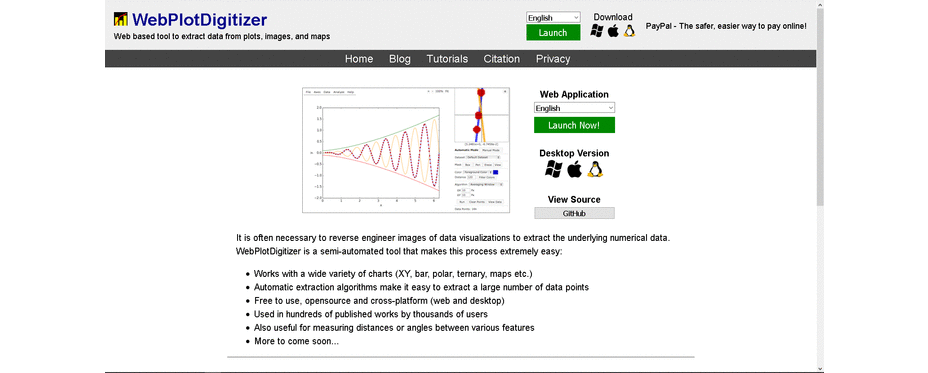 WebPlotDigitizer
Web based tool to extract data from plots, images, and maps
English
Launch
Download
PayPal - The safer, easier way to pay online!
Home Blog Tutorials Citation Privacy
Web Application
English
Launch Now!
Desktop Version
View Source
GitHub
It is often necessary to reverse engineer images of data visualizations to extract the underlying numerical data.
WebPlotDigitizer is a semi-automated tool that makes this process extremely easy:
Works with a wide variety of charts (XY, bar, polar, ternary, maps etc.)
Automatic extraction algorithms make it easy to extract a large number of data points
Free to use, opensource and cross-platform (web and desktop)
Used in hundreds of published works by thousands of users
Also useful for measuring distances or angles between various features
More to come soon...